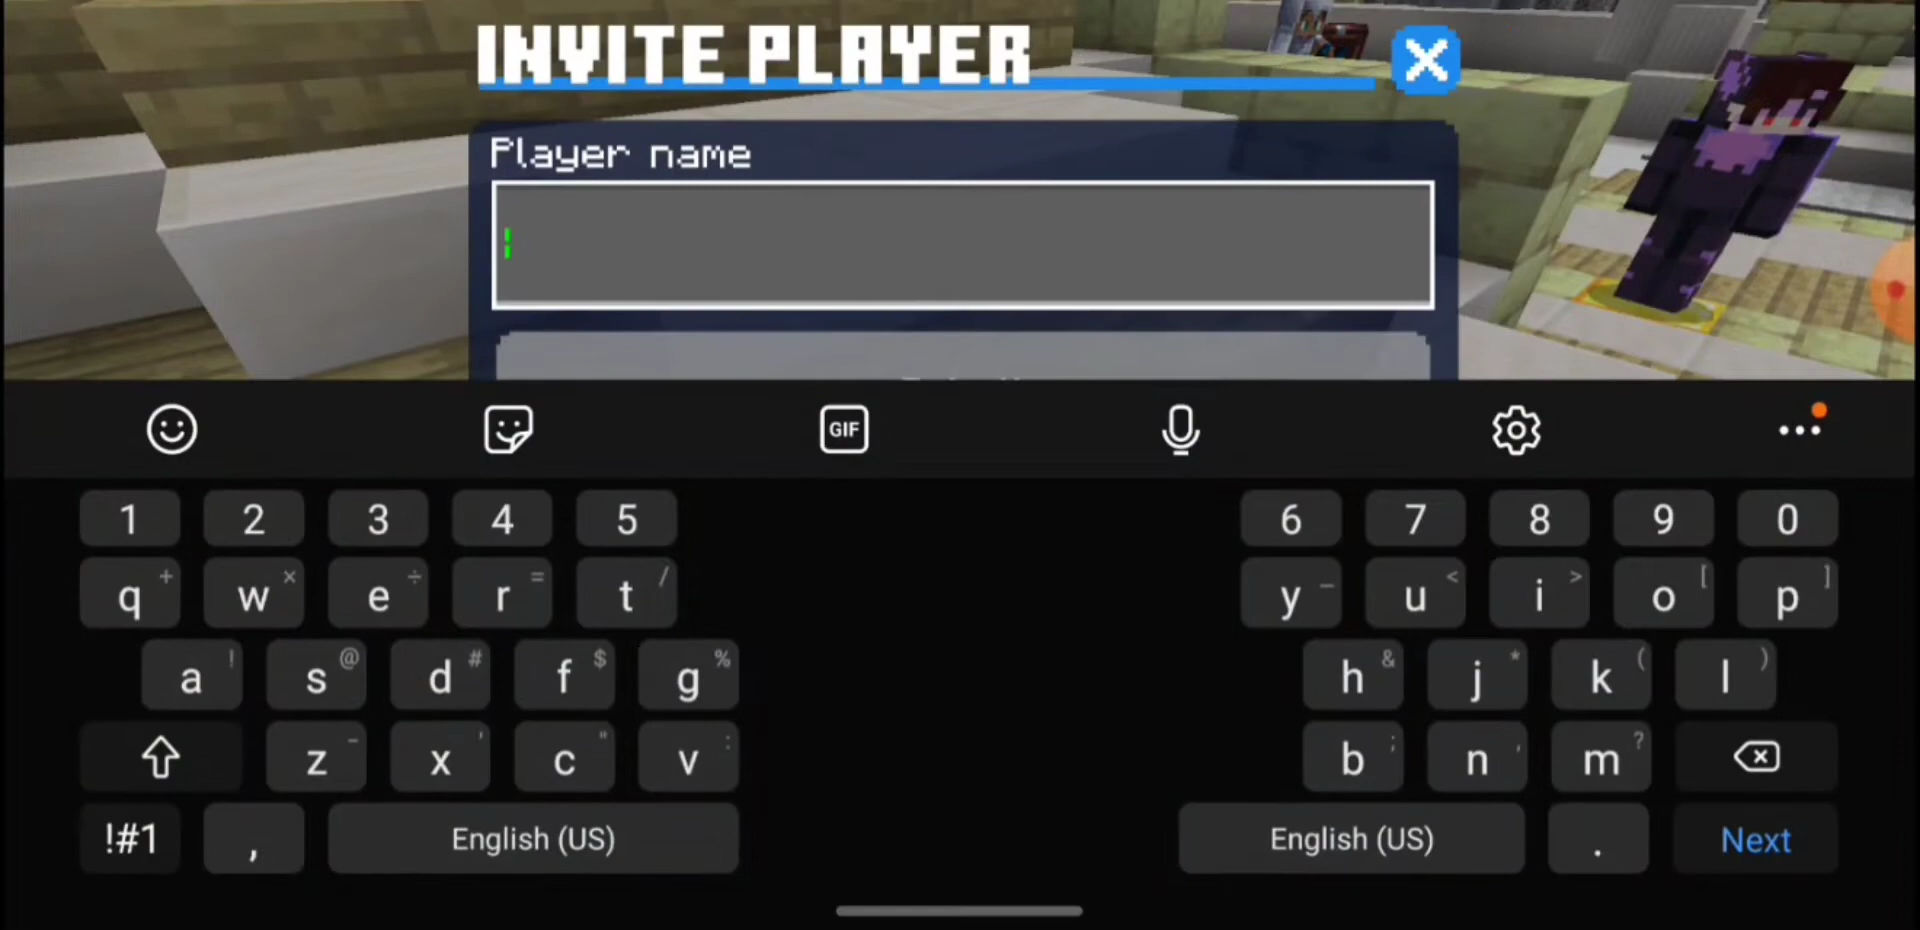 INVITE PLAYER
Player name
GIF
1 2 3 4 5 6 7 8 9 0
q + w × e ÷ r = t / y _ u < i > o [ p ]
a ! s @ d # f $ g % h & j * k ( l )
z - x ' c " v : b ; n , m ?
!#1 , English (US) English (US) . Next